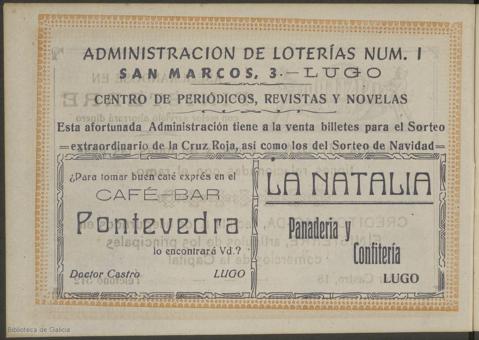 ADMINISTRACION DE LOTERÍAS NUM. 1
SAN MARCOS, 3.—LUGO
CENTRO DE PERIÓDICOS, REVISTAS Y NOVELAS
Esta afortunada Administración tiene a la venta billetes para el Sorteo
extraordinario de la Cruz Roja, así como los del Sorteo de Navidad
¿Para tomar buen café exprés en el
CAFÉ-BAR
Pontevedra
lo encontrará Vd.?
Doctor Castro LUGO
LA NATALIA
Panadería y
Confitería
LUGO
Biblioteca de Galicia